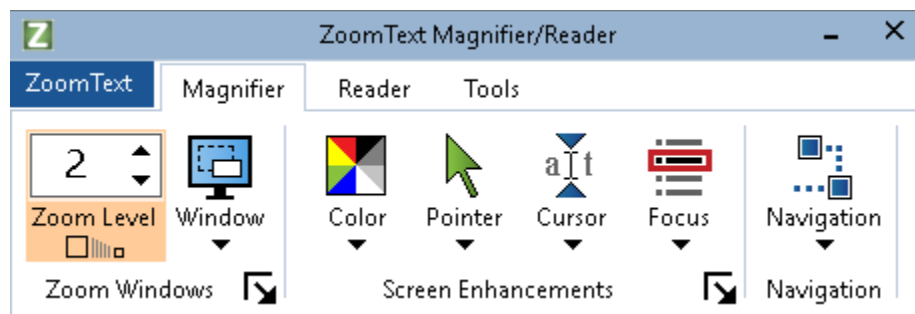 Z ZoomText Magnifier/Reader
ZoomText Magnifier Reader Tools
2 aIt
Zoom Level Window Color Pointer Cursor Focus Navigation
Zoom Windows Screen Enhancements Navigation